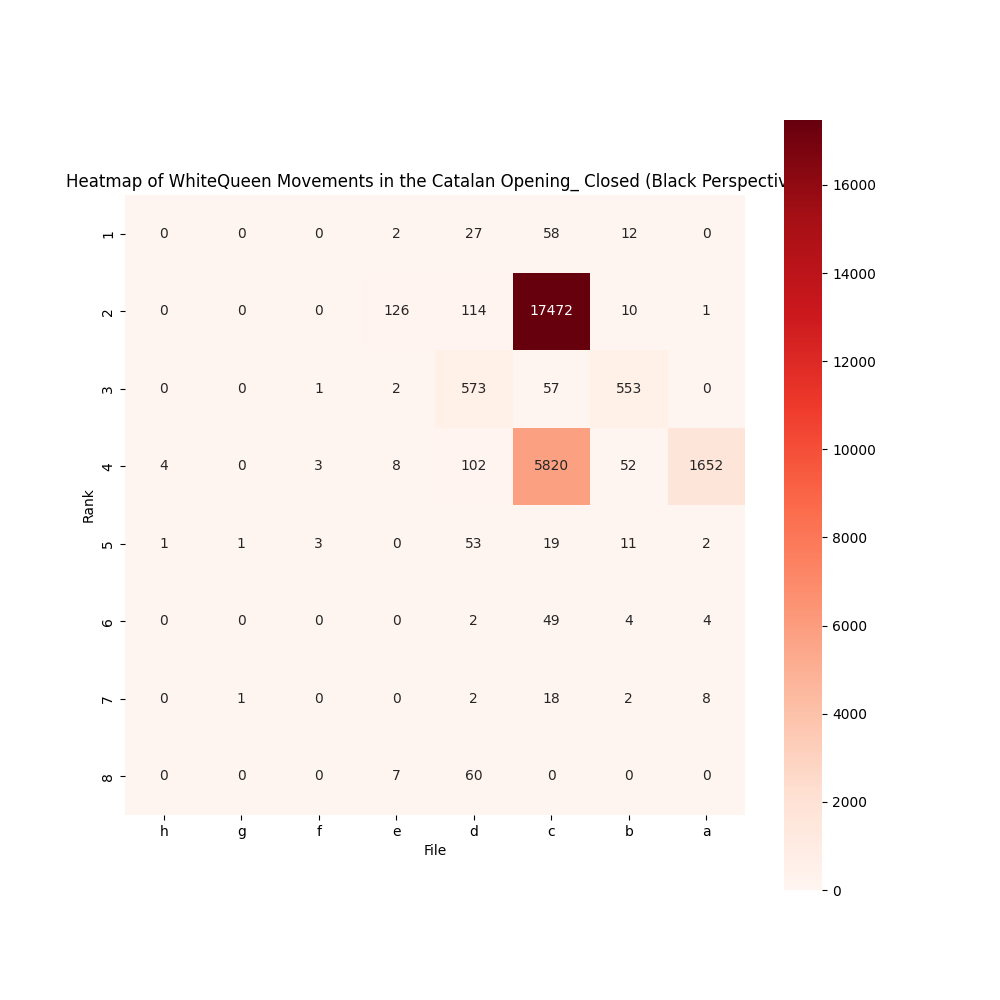 Heatmap of WhiteQueen Movements in the Catalan Opening_ Closed (Black Perspectiv
16000
1 0 0 0 2 27 58 12 0
14000
2 0 0 0 126 114 17472 10 1
12000
3 0 0 1 2 573 57 553 0
10000
4 4 0 3 8 102 5820 52 1652
Rank
8000
5 1 1 3 0 53 19 11 2
6 0 0 0 0 2 49 4 4
6000
7 0 1 0 0 2 18 2 8
4000
8 0 0 0 7 60 0 0 0
2000
h g f e d c b a
File
0